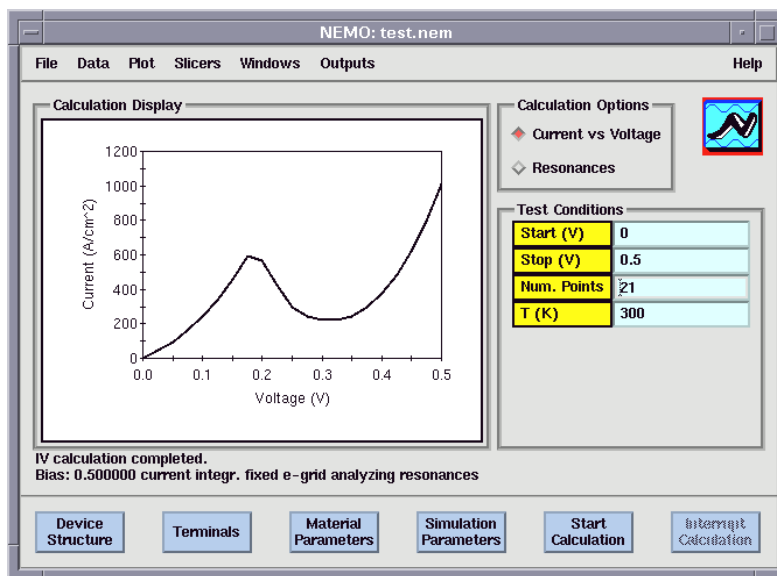 NEMO: test.nem
File Data Plot Slicers Windows Outputs Help
Calculation Display
1200
1000
800
600
400
200
0
Current (A/cm^2)
0.0 0.1 0.2 0.3 0.4 0.5
Voltage (V)
Calculation Options
Current vs Voltage
Resonances
Test Conditions
Start (V) 0
Stop (V) 0.5
Num. Points 21
T (K) 300
IV calculation completed.
Bias: 0.500000 current integr. fixed e-grid analyzing resonances
Device
Structure
Terminals
Material
Parameters
Simulation
Parameters
Start
Calculation
Interrupt
Calculation